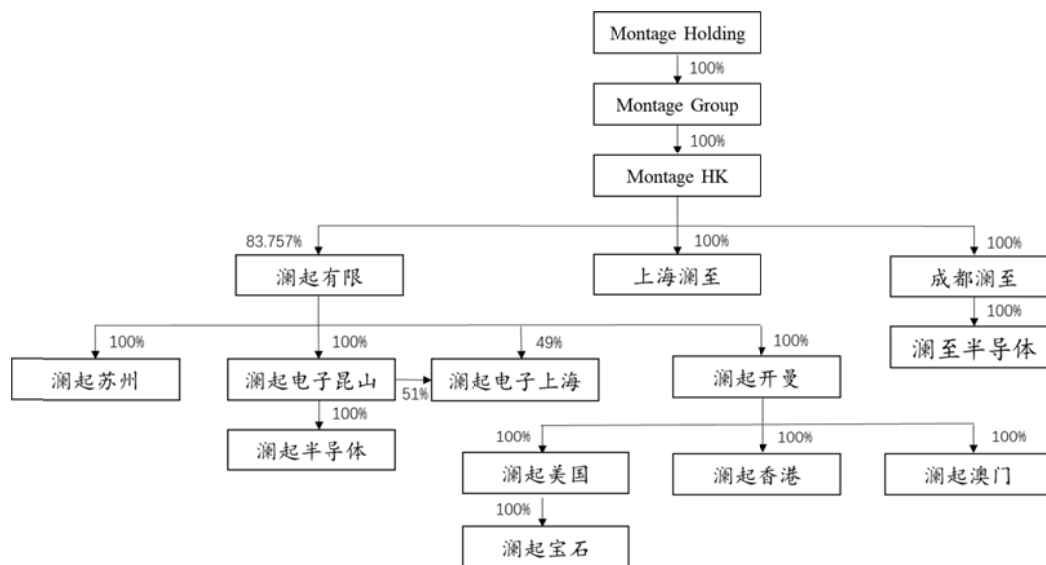 Montage Holding
100%
Montage Group
100%
Montage HK
83.757%
100%
100%
澜起有限
上海澜至
成都澜至
100%
澜至半导体
100%
100%
49%
100%
澜起苏州
澜起电子昆山
51%
澜起电子上海
澜起开曼
100%
澜起半导体
100%
100%
100%
澜起美国
澜起香港
澜起澳门
100%
澜起宝石